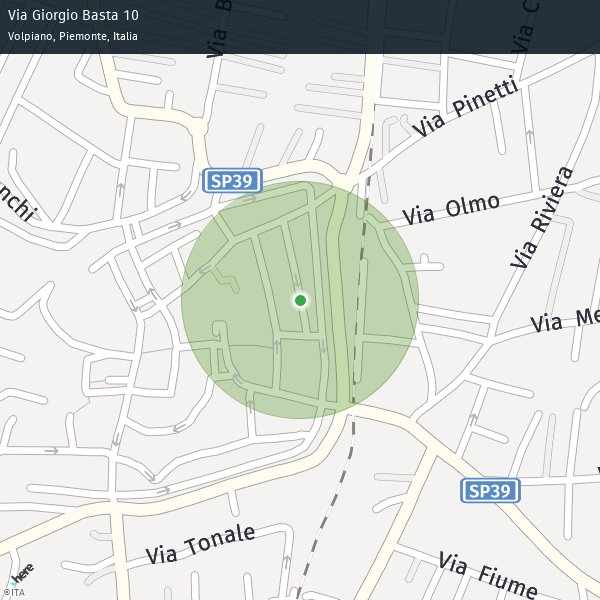 Via Giorgio Basta 10
Volpiano, Piemonte, Italia
Via B
Via C
Via Pinetti
SP39
nchi
Via Olmo
Via Riviera
Via Me
SP39
Via Tonale
Via Fiume
here
©ITA